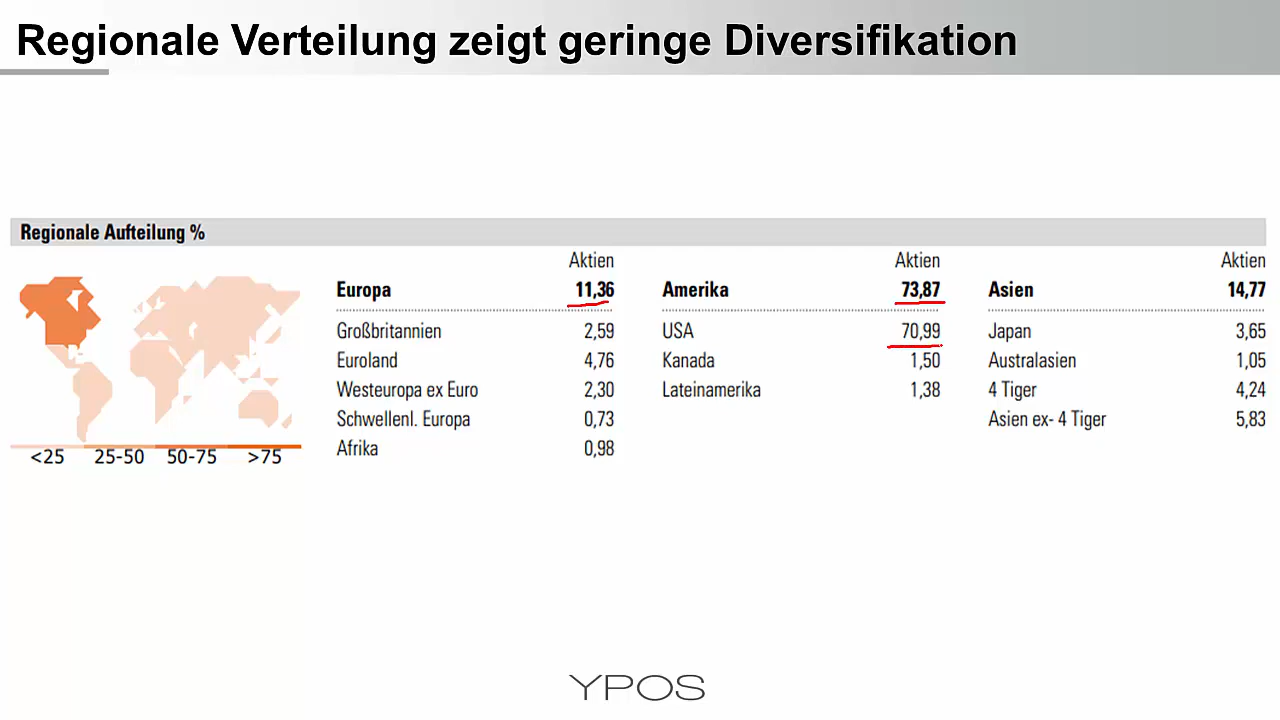 Regionale Verteilung zeigt geringe Diversifikation
Regionale Aufteilung %
Aktien Aktien Aktien
Europa 11,36 Amerika 73,87 Asien 14,77
Großbritannien 2,59 USA 70,99 Japan 3,65
Euroland 4,76 Kanada 1,50 Australasien 1,05
Westeuropa ex Euro 2,30 Lateinamerika 1,38 4 Tiger 4,24
Schwellenl. Europa 0,73 Asien ex- 4 Tiger 5,83
Afrika 0,98
<25 25-50 50-75 >75
YPOS